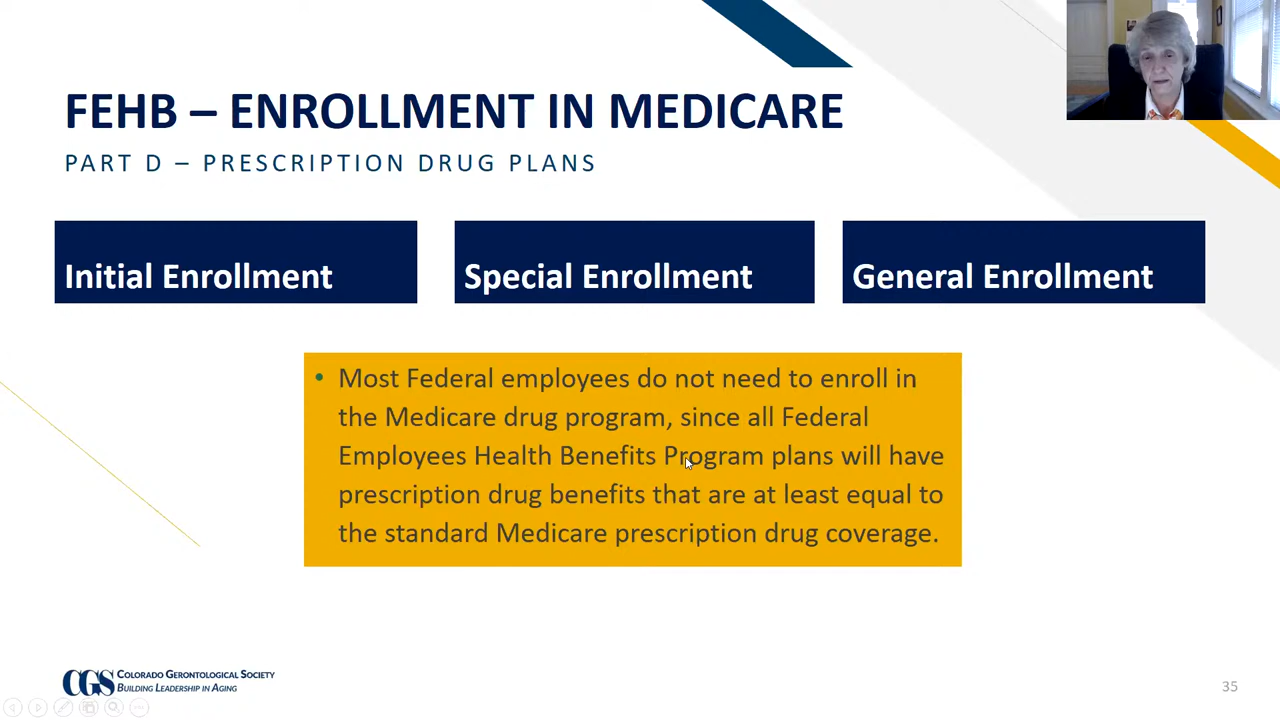 FEHB – ENROLLMENT IN MEDICARE
PART D – PRESCRIPTION DRUG PLANS
Initial Enrollment
Special Enrollment
General Enrollment
• Most Federal employees do not need to enroll in
the Medicare drug program, since all Federal
Employees Health Benefits Program plans will have
prescription drug benefits that are at least equal to
the standard Medicare prescription drug coverage.
CGS
COLORADO GERONTOLOGICAL SOCIETY
BUILDING LEADERSHIP IN AGING
35